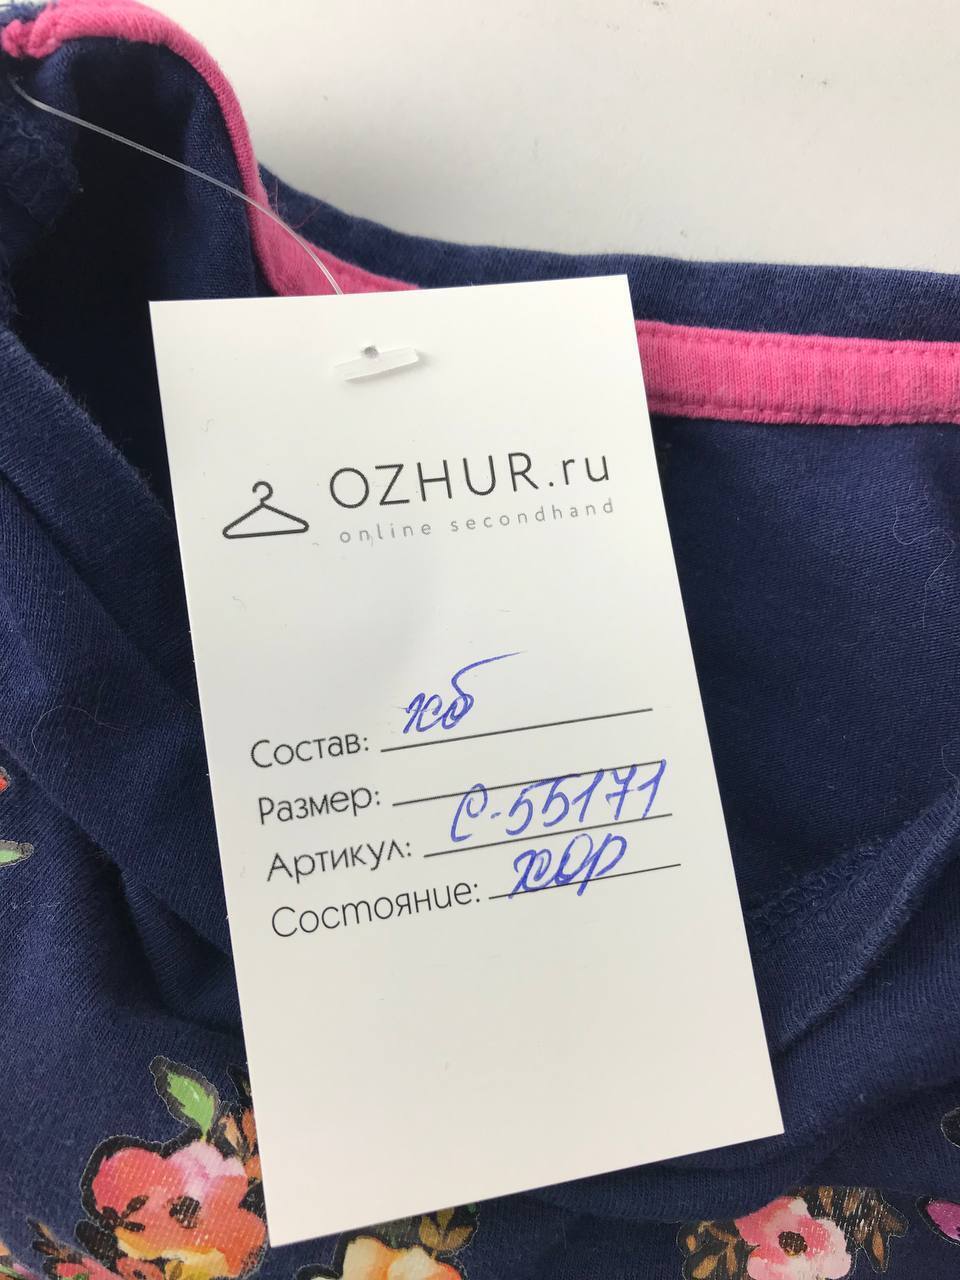 OZHUR.ru
online secondhand
Состав: хб
Размер:
Артикул: С-55171
Состояние: хор